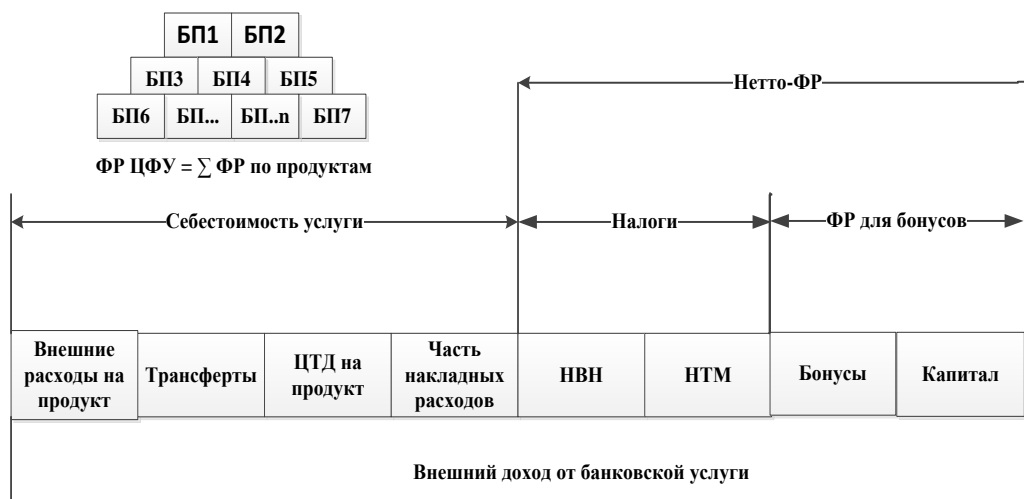 БП1 БП2
БП3 БП4 БП5
БП6 БП... БП..n БП7
ФР ЦФУ = ∑ ФР по продуктам
Нетто-ФР
Себестоимость услуги Налоги ФР для бонусов
Внешние
расходы на
продукт
Трансферты
ЦТД на
продукт
Часть
накладных
расходов
НВН
НТМ
Бонусы
Капитал
Внешний доход от банковской услуги